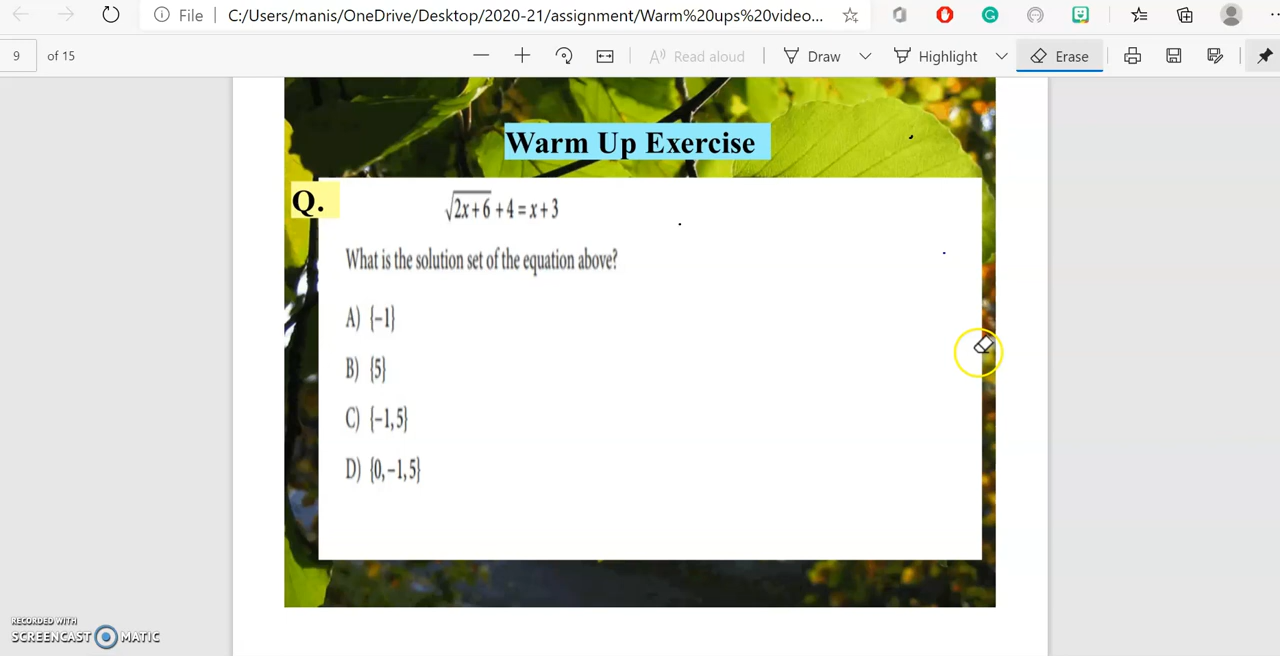 File C:/Users/manis/OneDrive/Desktop/2020-21/assignment/Warm%20ups%20video...
9 of 15 Read aloud Draw Highlight Erase
Warm Up Exercise
Q.
√2x+6 + 4 = x + 3
What is the solution set of the equation above?
A) {−1}
B) {5}
C) {−1, 5}
D) {0, −1, 5}
RECORDED WITH
SCREENCAST MATIC